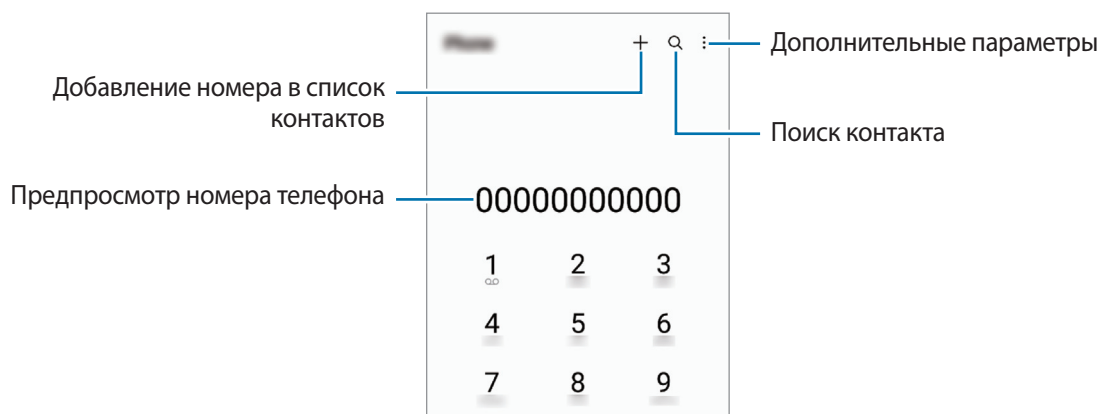 Дополнительные параметры
Добавление номера в список
контактов
Поиск контакта
Предпросмотр номера телефона
00000000000
1 2 3
4 5 6
7 8 9